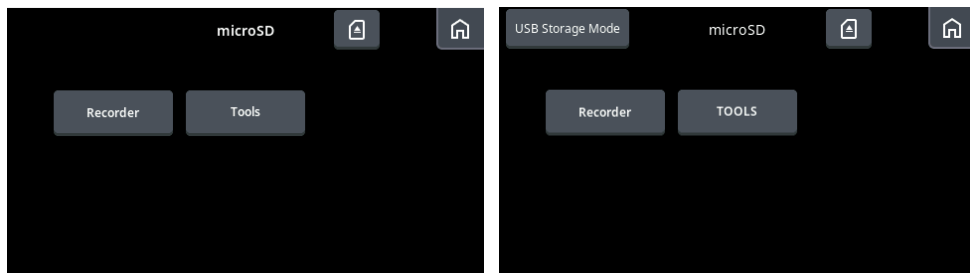 microSD
Recorder
Tools
USB Storage Mode
microSD
Recorder
TOOLS